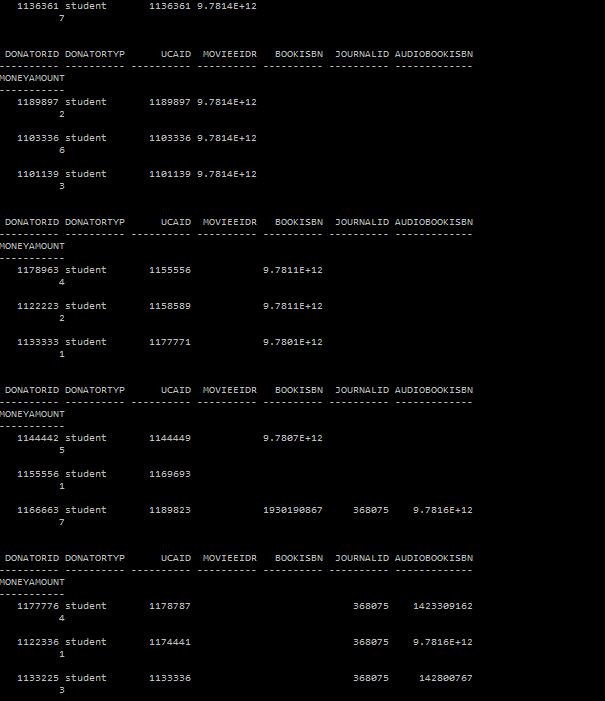 1136361 student 1136361 9.7814E+12
7
DONATORID DONATORTYP UCAID MOVIEEIDR BOOKISBN JOURNALID AUDIOBOOKISBN
---------- ---------- ---------- ---------- ---------- ---------- -------------
MONEYAMOUNT
-----------
1189897 student 1189897 9.7814E+12
2
1103336 student 1103336 9.7814E+12
6
1101139 student 1101139 9.7814E+12
3
DONATORID DONATORTYP UCAID MOVIEEIDR BOOKISBN JOURNALID AUDIOBOOKISBN
---------- ---------- ---------- ---------- ---------- ---------- -------------
MONEYAMOUNT
-----------
1178963 student 1155556 9.7811E+12
4
1122223 student 1158589 9.7811E+12
2
1133333 student 1177771 9.7801E+12
1
DONATORID DONATORTYP UCAID MOVIEEIDR BOOKISBN JOURNALID AUDIOBOOKISBN
---------- ---------- ---------- ---------- ---------- ---------- -------------
MONEYAMOUNT
-----------
1144442 student 1144449 9.7807E+12
5
1155556 student 1169693
1
1166663 student 1189823 1930190867 368075 9.7816E+12
7
DONATORID DONATORTYP UCAID MOVIEEIDR BOOKISBN JOURNALID AUDIOBOOKISBN
---------- ---------- ---------- ---------- ---------- ---------- -------------
MONEYAMOUNT
-----------
1177776 student 1178787 368075 1423309162
4
1122336 student 1174441 368075 9.7816E+12
1
1133225 student 1133336 368075 142800767
3